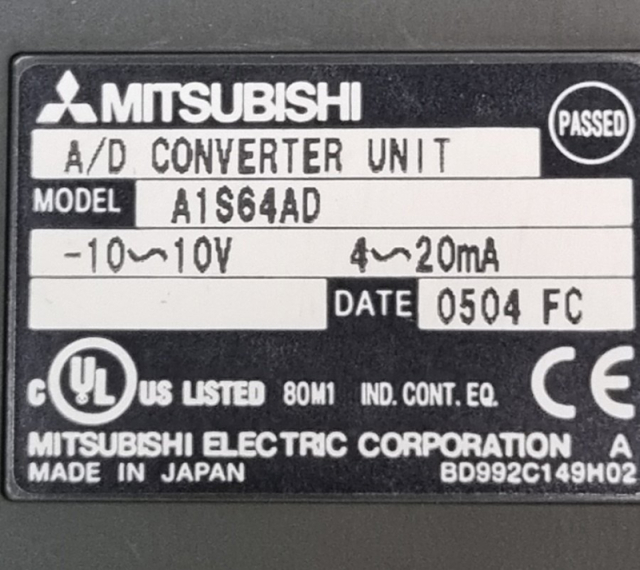 MITSUBISHI
PASSED
A/D CONVERTER UNIT
MODEL A1S64AD
-10~10V 4~20mA
DATE 0504 FC
C UL US LISTED 80M1 IND. CONT. EQ. CE
MITSUBISHI ELECTRIC CORPORATION A
MADE IN JAPAN BD992C149H02